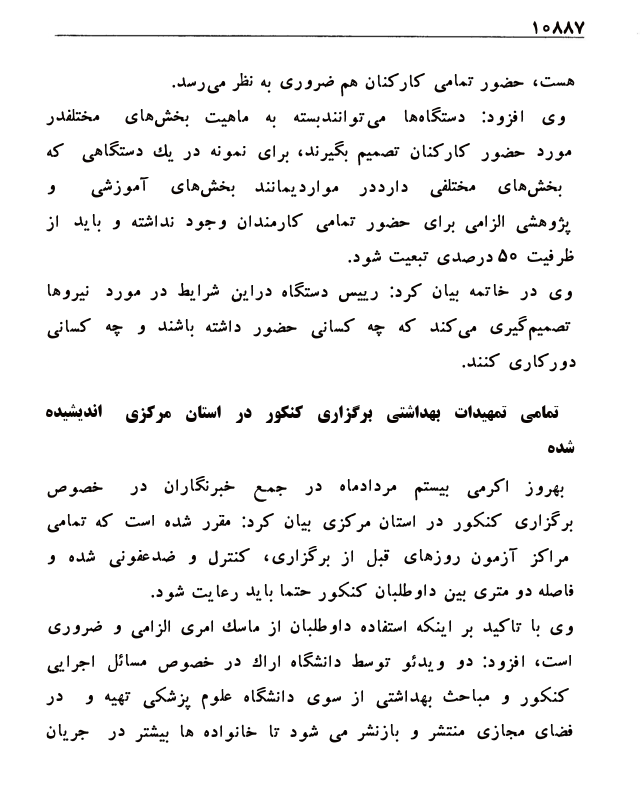 ۱۰۸۸۷
هست، حضور تمامی کارکنان هم ضروری به نظر می‌رسد.
وی افزود: دستگاه‌ها می‌توانندبسته به ماهیت بخش‌های مختلفدر
مورد حضور کارکنان تصمیم بگیرند، برای نمونه در یك دستگاهی که
بخش‌های مختلفی دارددر مواردیمانند بخش‌های آموزشی و
پژوهشی الزامی برای حضور تمامی کارمندان وجود نداشته و باید از
ظرفیت ۵۰ درصدی تبعیت شود.
وی در خاتمه بیان کرد: رییس دستگاه دراین شرایط در مورد نیروها
تصمیم‌گیری می‌کند که چه کسانی حضور داشته باشند و چه کسانی
دورکاری کنند.
تمامی تمهیدات بهداشتی برگزاری کنکور در استان مرکزی اندیشیده
شده
بهروز اکرمی بیستم مردادماه در جمع خبرنگاران در خصوص
برگزاری کنکور در استان مرکزی بیان کرد: مقرر شده است که تمامی
مراکز آزمون روزهای قبل از برگزاری، کنترل و ضدعفونی شده و
فاصله دو متری بین داوطلبان کنکور حتما باید رعایت شود.
وی با تاکید بر اینکه استفاده داوطلبان از ماسك امری الزامی و ضروری
است، افزود: دو ویدئو توسط دانشگاه اراك در خصوص مسائل اجرایی
کنکور و مباحث بهداشتی از سوی دانشگاه علوم پزشکی تهیه و در
فضای مجازی منتشر و بازنشر می شود تا خانواده ها بیشتر در جریان